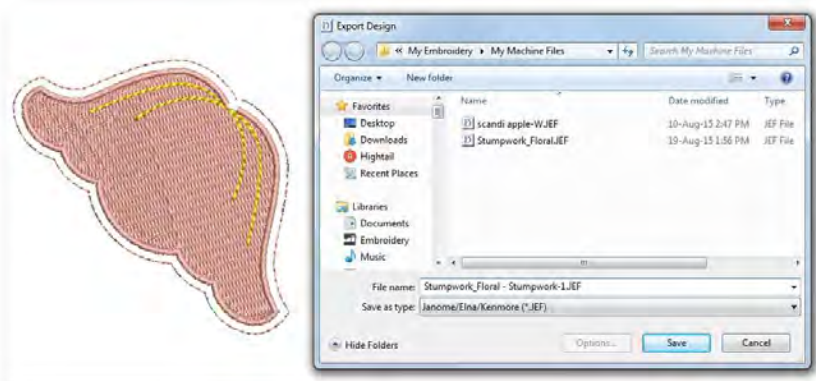 Export Design
« My Embroidery ▸ My Machine Files
Search My Machine Files
Organize
New folder
Favorites
Desktop
Downloads
Hightail
Recent Places
Libraries
Documents
Embroidery
Music
Name Date modified Type
scandi apple-W.JEF 10-Aug-15 2:47 PM JEF File
Stumpwork_Floral.JEF 19-Aug-15 1:56 PM JEF File
File name: Stumpwork_Floral - Stumpwork-1.JEF
Save as type: Janome/Elna/Kenmore (*.JEF)
Hide Folders
Options...
Save
Cancel